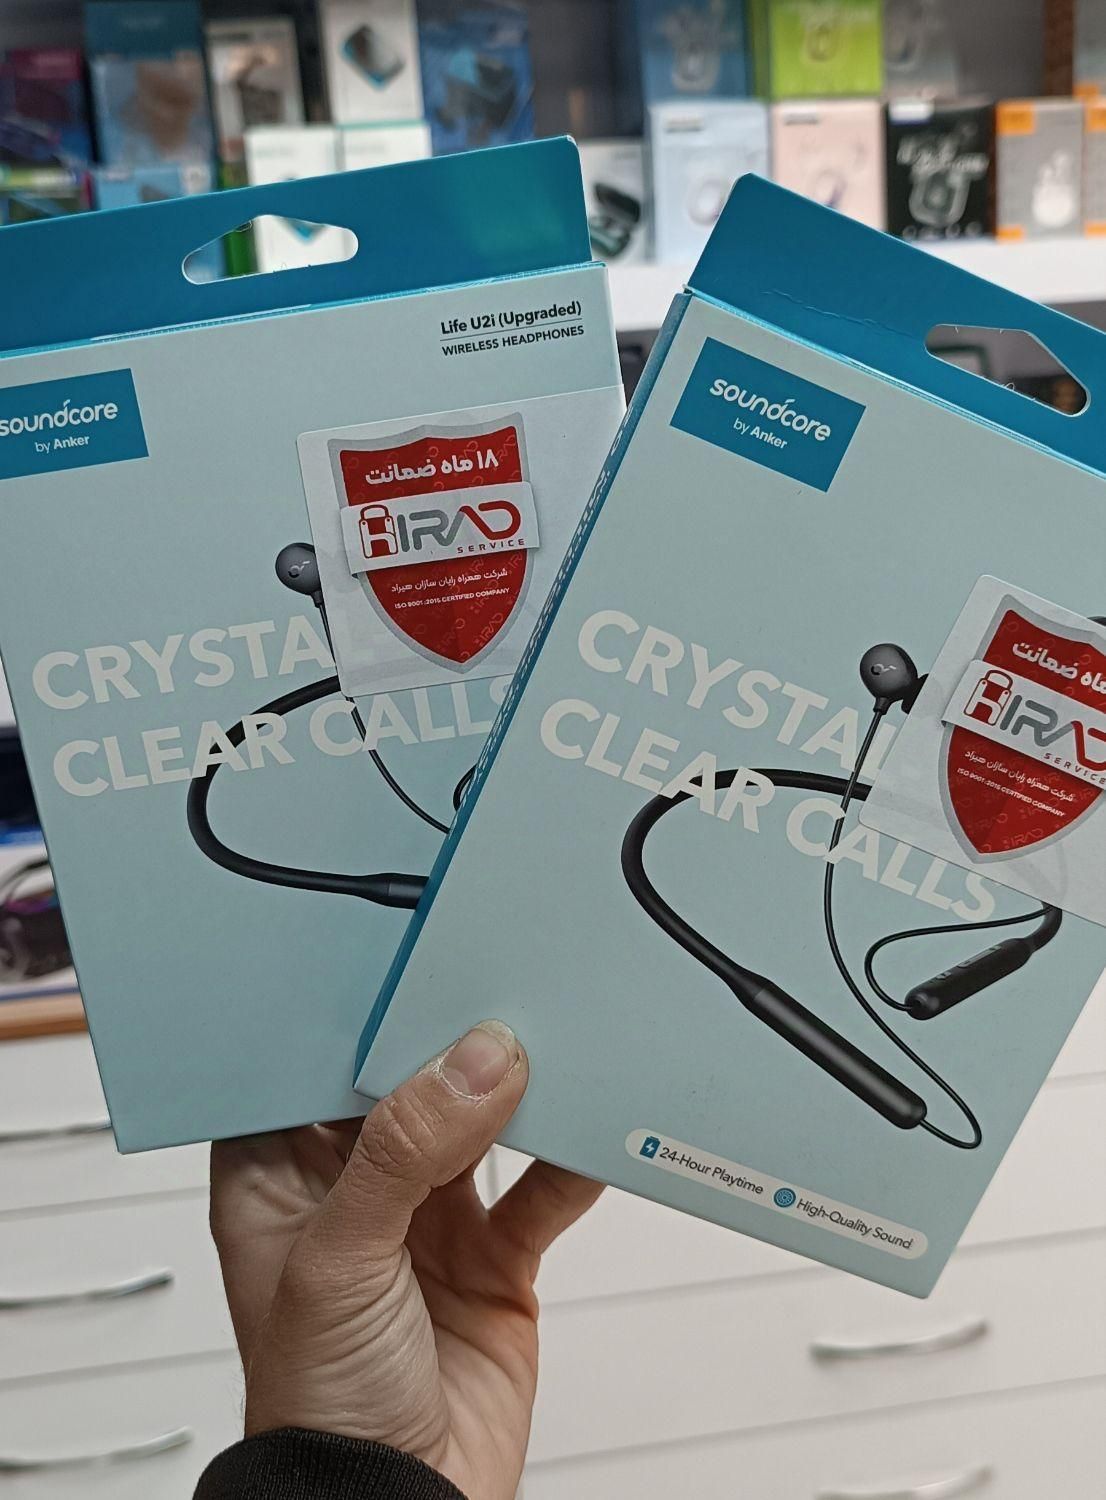 Life U2i (Upgraded)
WIRELESS HEADPHONES
soundcore
by Anker
۱۸ ماه ضمانت
HIRAD
SERVICE
شرکت همراه رایان سازان هیراد
ISO 9001:2015 CERTIFIED COMPANY
CRYSTAL
CLEAR CALLS
soundcore
by Anker
ماه ضمانت
HIRAD
SERVICE
شرکت همراه رایان سازان هیراد
ISO 9001:2015 CERTIFIED COMPANY
CRYSTAL
CLEAR CALLS
24-Hour Playtime
High-Quality Sound